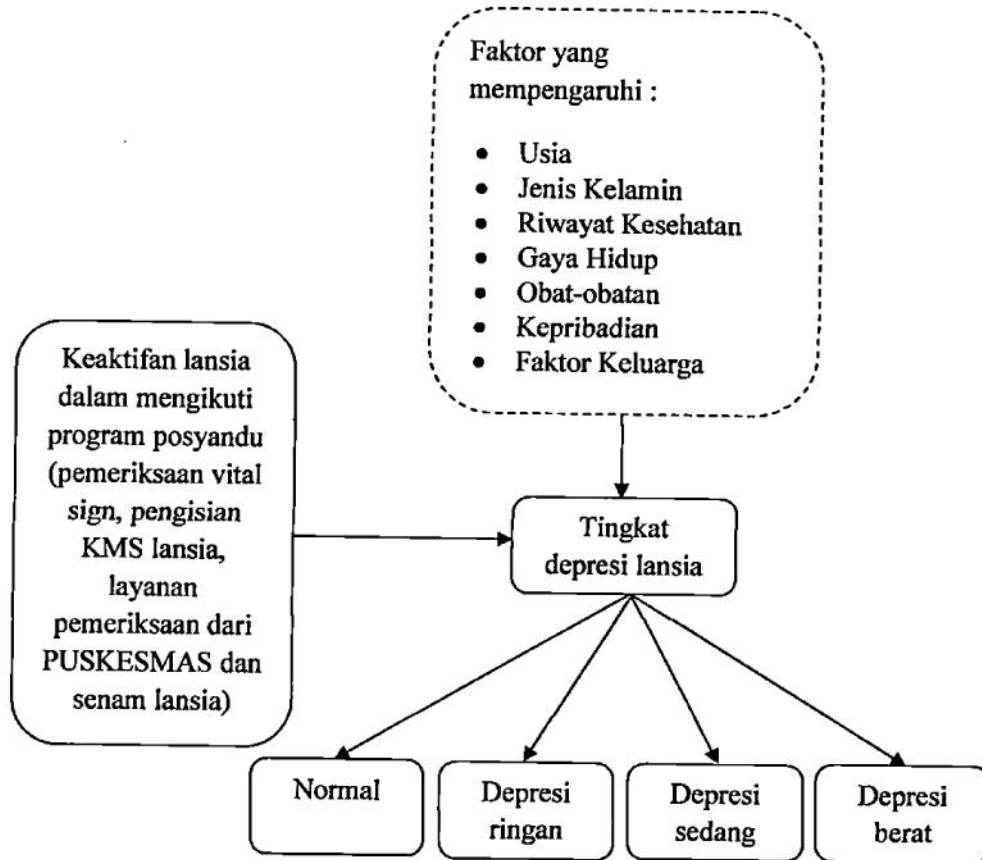 Faktor yang
mempengaruhi :
• Usia
• Jenis Kelamin
• Riwayat Kesehatan
• Gaya Hidup
• Obat-obatan
• Kepribadian
• Faktor Keluarga
Keaktifan lansia
dalam mengikuti
program posyandu
(pemeriksaan vital
sign, pengisian
KMS lansia,
layanan
pemeriksaan dari
PUSKESMAS dan
senam lansia)
Tingkat
depresi lansia
Normal
Depresi
ringan
Depresi
sedang
Depresi
berat